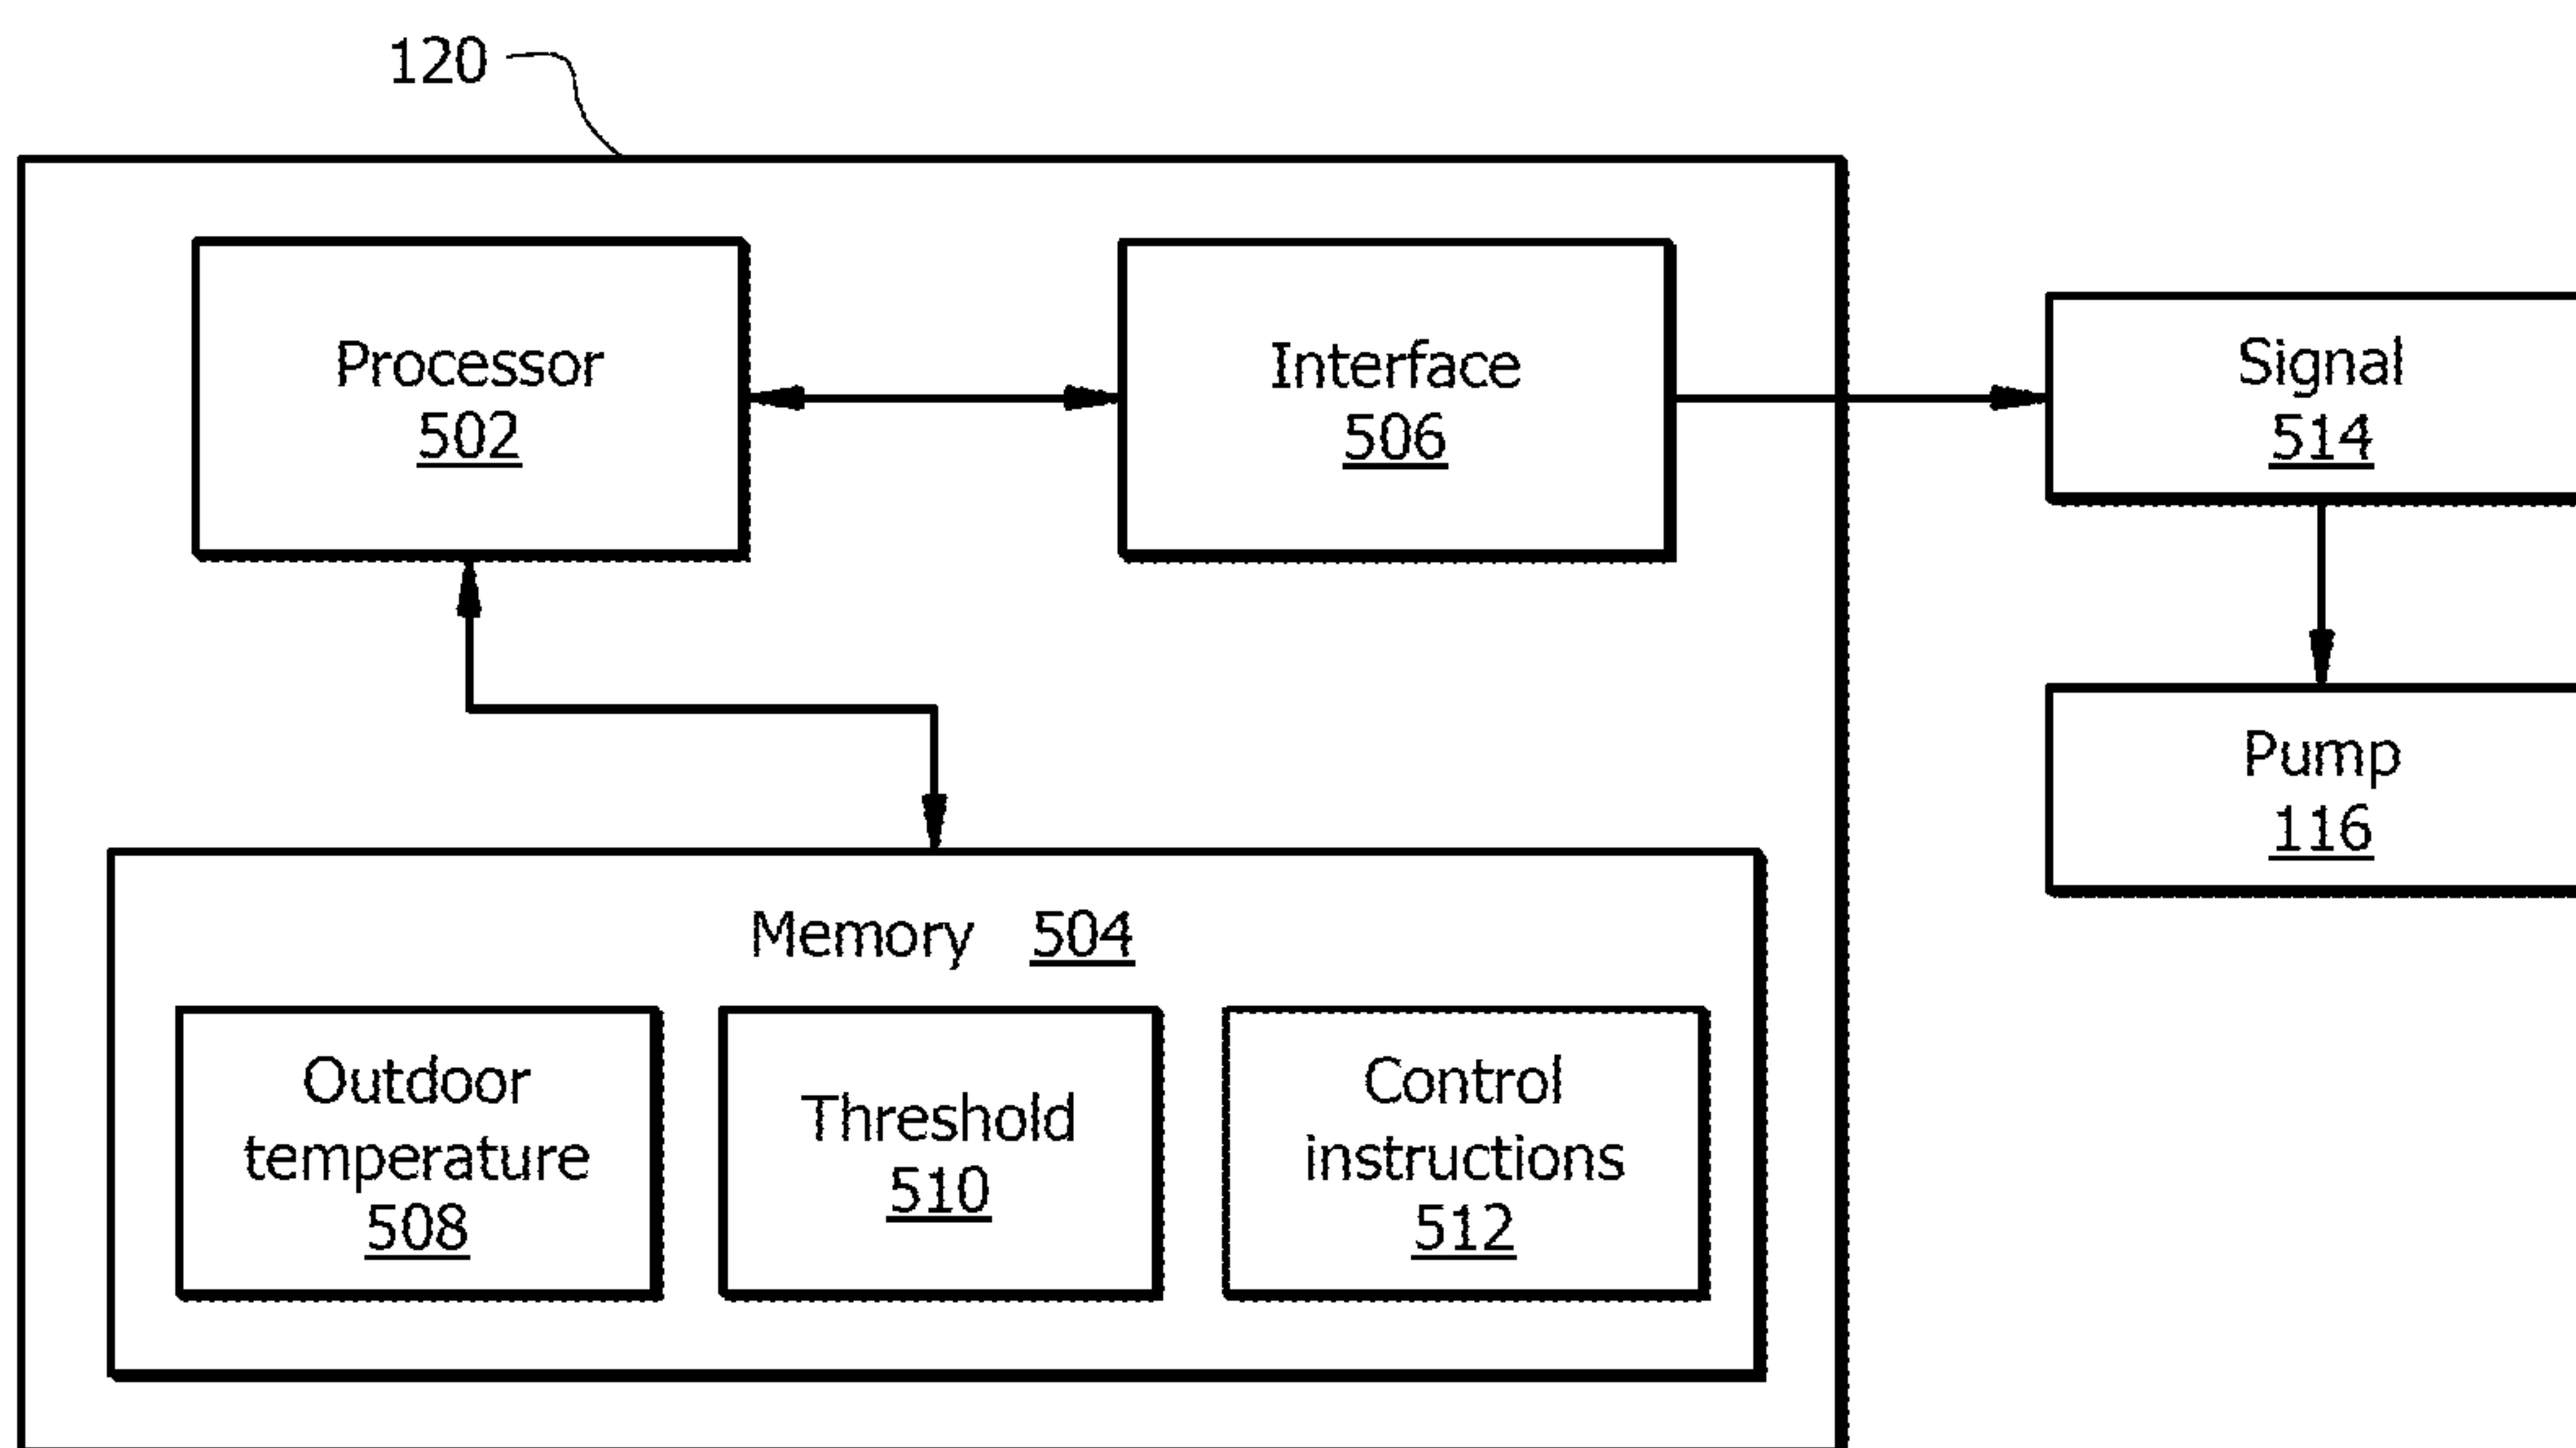 120
Processor
502
Interface
506
Signal
514
Pump
116
Memory 504
Outdoor
temperature
508
Threshold
510
Control
instructions
512